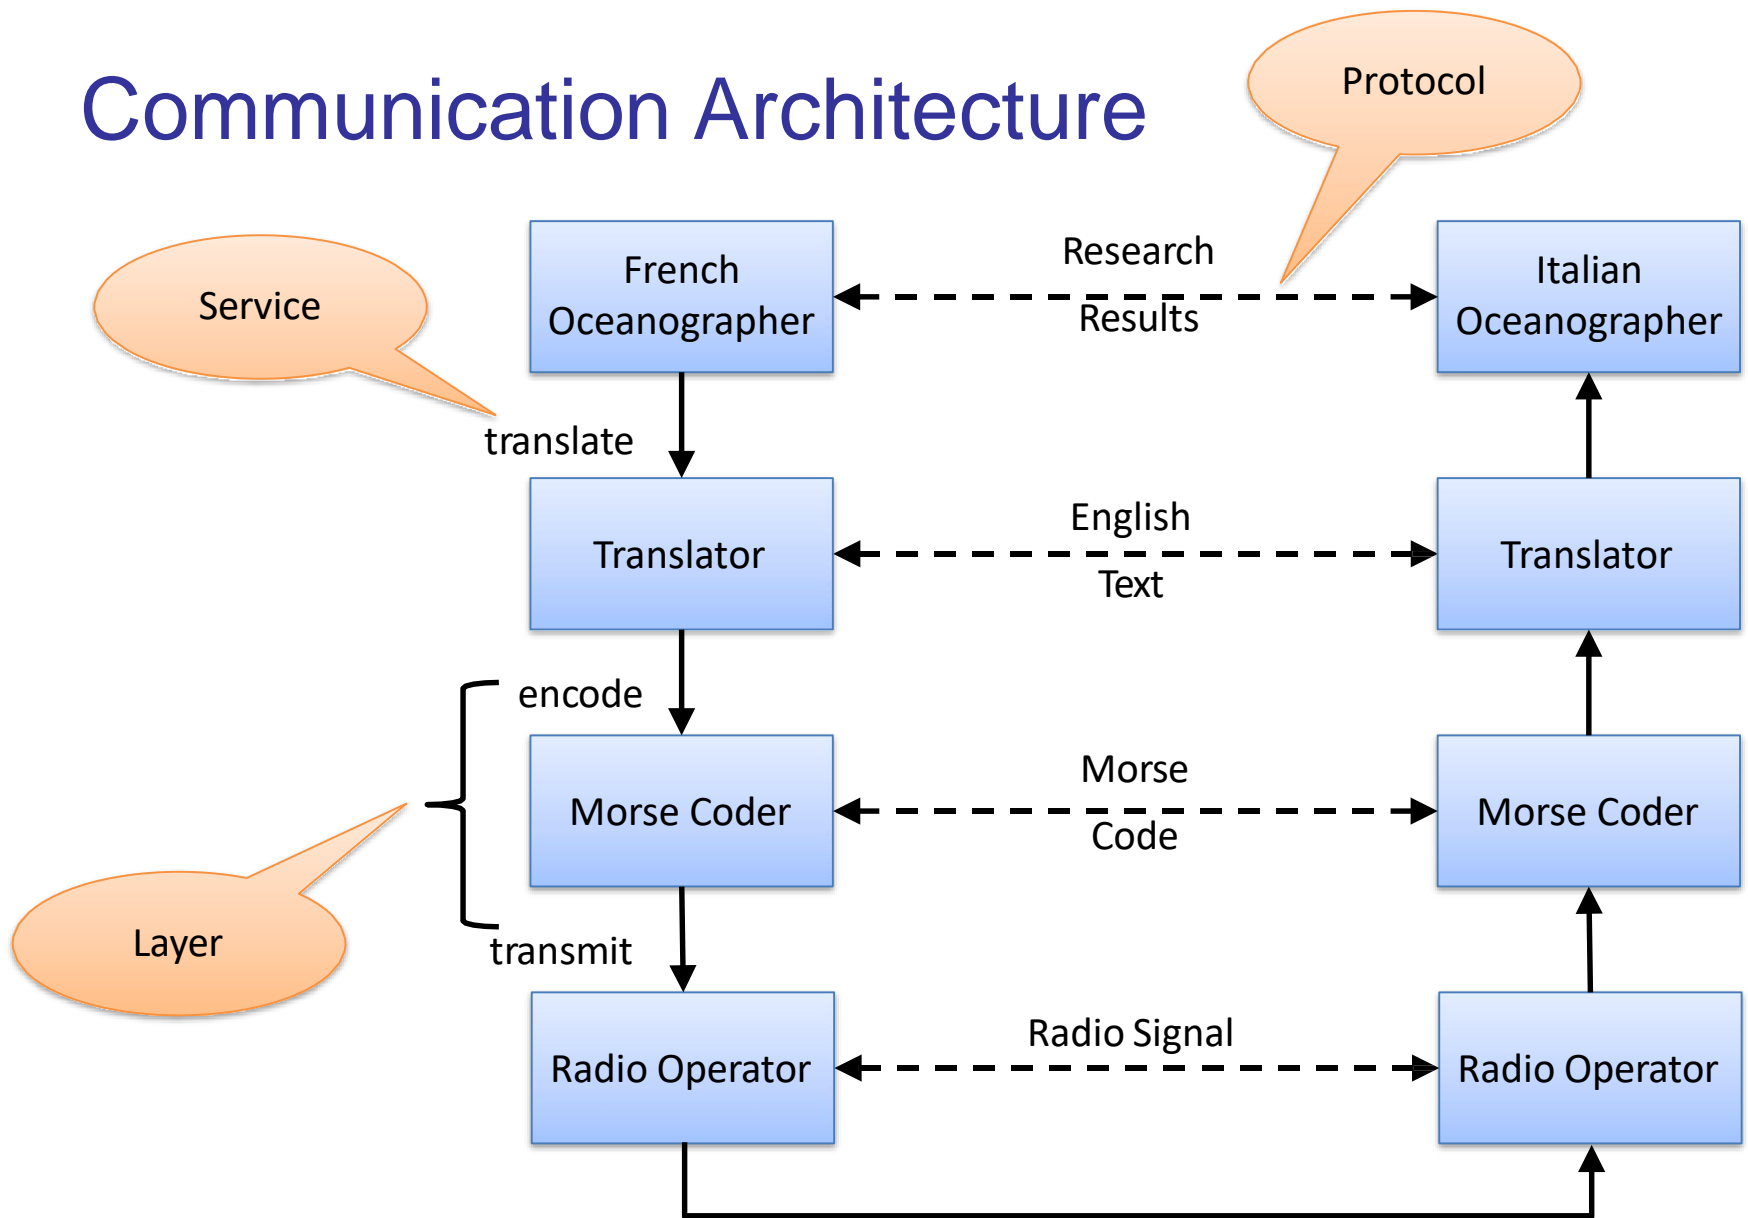 Communication Architecture
Protocol
Service
French
Oceanographer
Research
Results
Italian
Oceanographer
translate
Translator
English
Text
Translator
encode
Morse Coder
Morse
Code
Morse Coder
Layer
transmit
Radio Operator
Radio Signal
Radio Operator